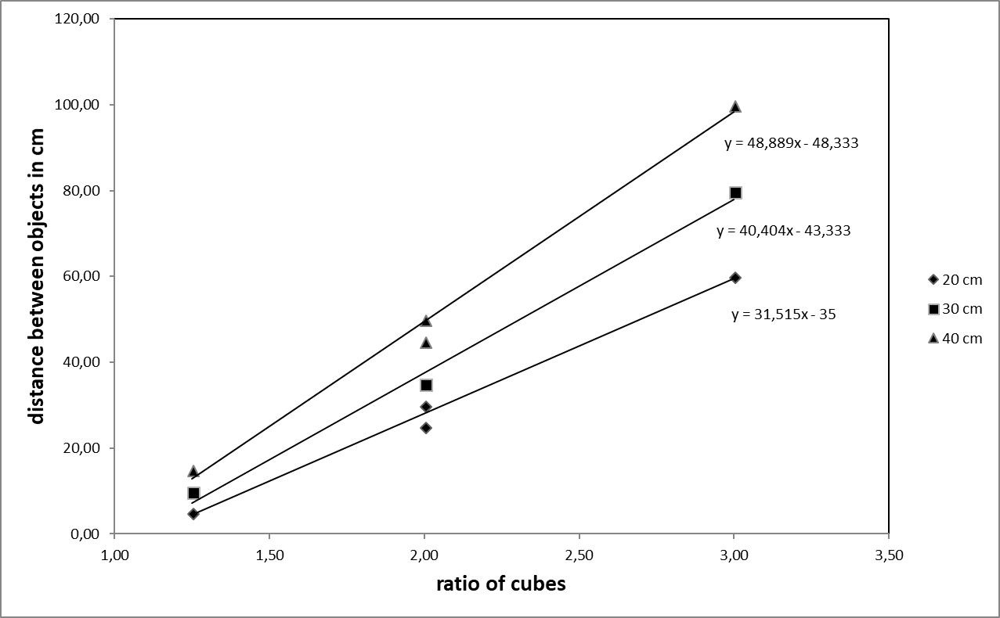 120,00
100,00
80,00
60,00
40,00
20,00
0,00
distance between objects in cm
1,00 1,50 2,00 2,50 3,00 3,50
ratio of cubes
y = 48,889x - 48,333
y = 40,404x - 43,333
y = 31,515x - 35
20 cm
30 cm
40 cm